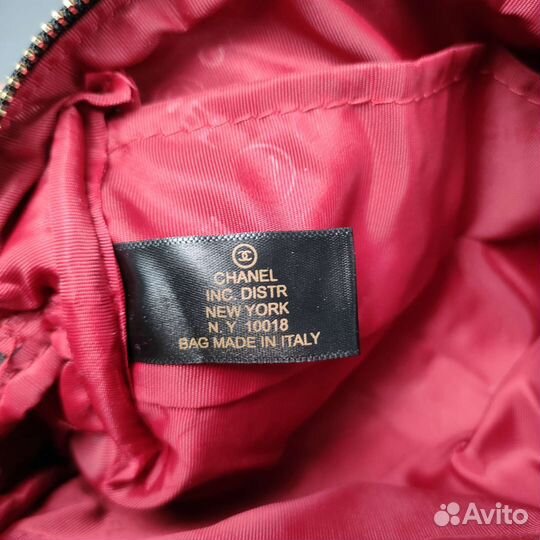 CHANEL
INC. DISTR
NEW YORK
N. Y 10018
BAG MADE IN ITALY
Avito